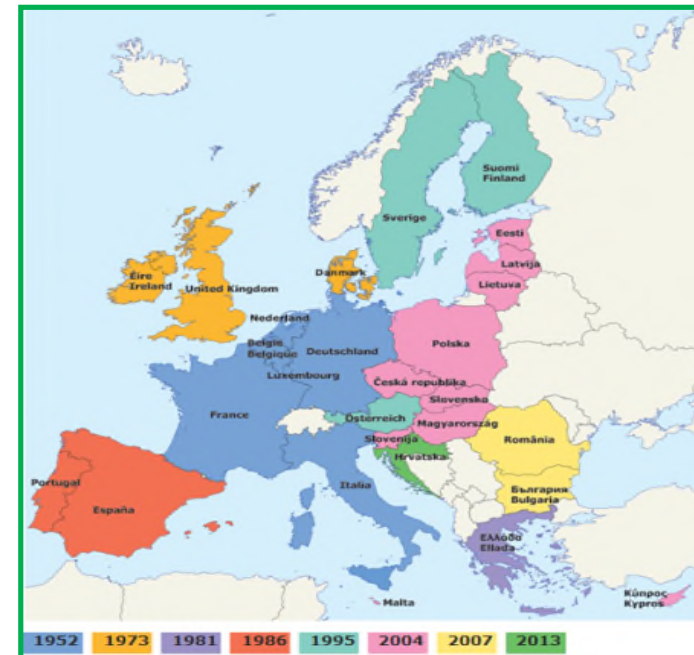 Suomi
Finland
Sverige
Eesti
Latvija
Lietuva
Danmark
Éire
Ireland
United Kingdom
Nederland
België
Belgique
Deutschland
Luxembourg
Polska
Česká republika
Slovenska
France
Österreich
Magyarország
Slovenija
Hrvatska
România
Italia
Portugal
España
България
Bulgaria
Ελλάδα
Ellada
Κύπρος
Kypros
Malta
1952 1973 1981 1986 1995 2004 2007 2013